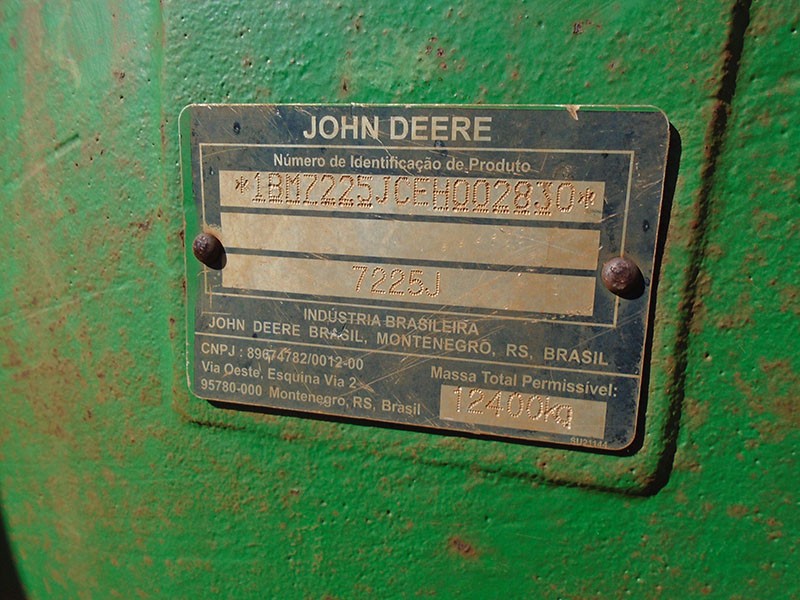 JOHN DEERE
Número de Identificação de Produto
*1BM7225JCEH002830*
7225J
INDÚSTRIA BRASILEIRA
JOHN DEERE BRASIL, MONTENEGRO, RS, BRASIL
CNPJ : 89674782/0012-00
Via Oeste, Esquina Via 2
95780-000 Montenegro, RS, Brasil
Massa Total Permissível:
12400kg